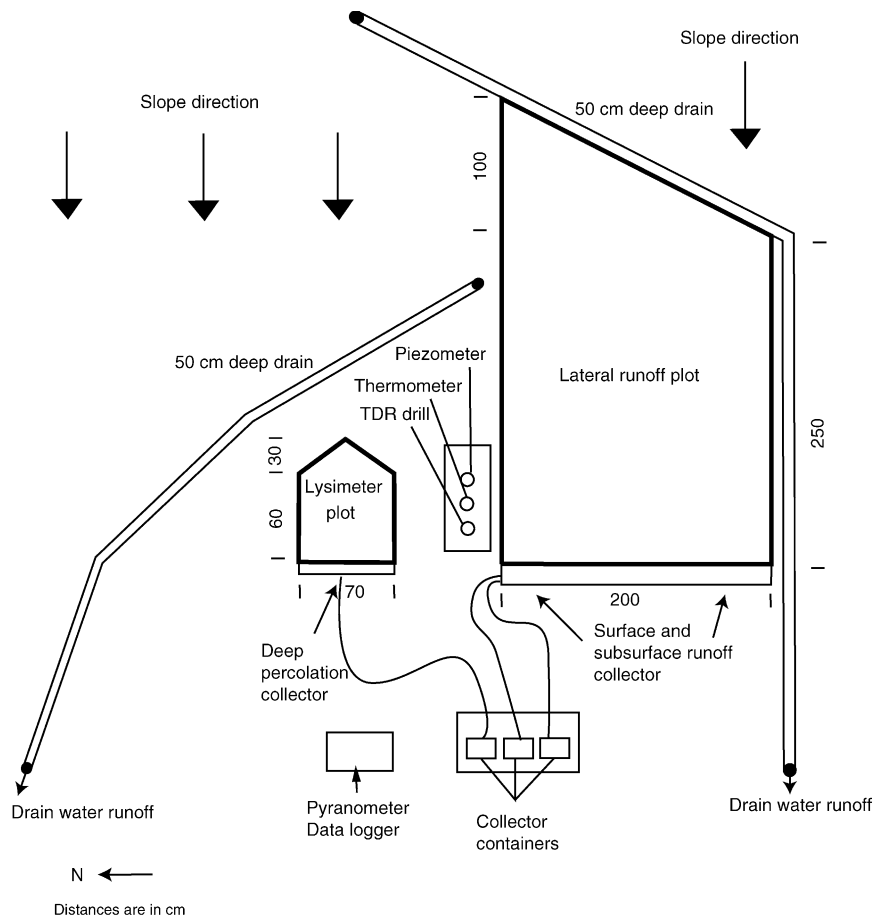 Slope direction
Slope direction
50 cm deep drain
100
50 cm deep drain
Piezometer
Thermometer
TDR drill
Lateral runoff plot
250
30
60
Lysimeter
plot
70
200
Deep
percolation
collector
Surface and
subsurface runoff
collector
Drain water runoff
Pyranometer
Data logger
Collector
containers
Drain water runoff
N
Distances are in cm